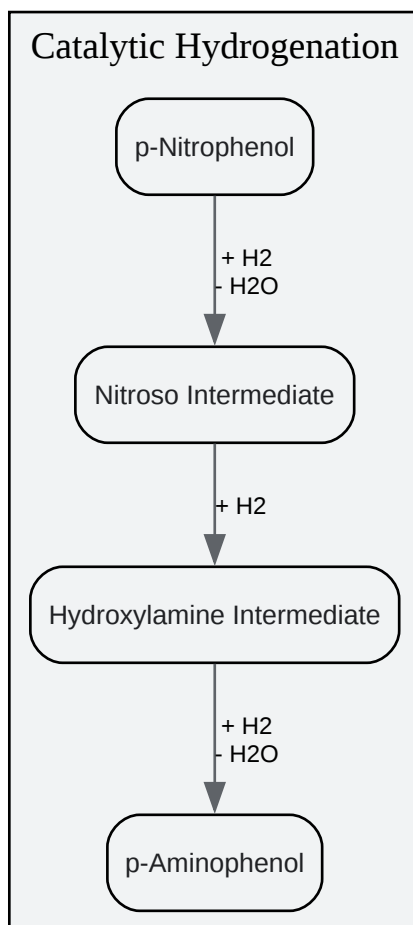 Catalytic Hydrogenation
p-Nitrophenol
+ H2
- H2O
Nitroso Intermediate
+ H2
Hydroxylamine Intermediate
+ H2
- H2O
p-Aminophenol